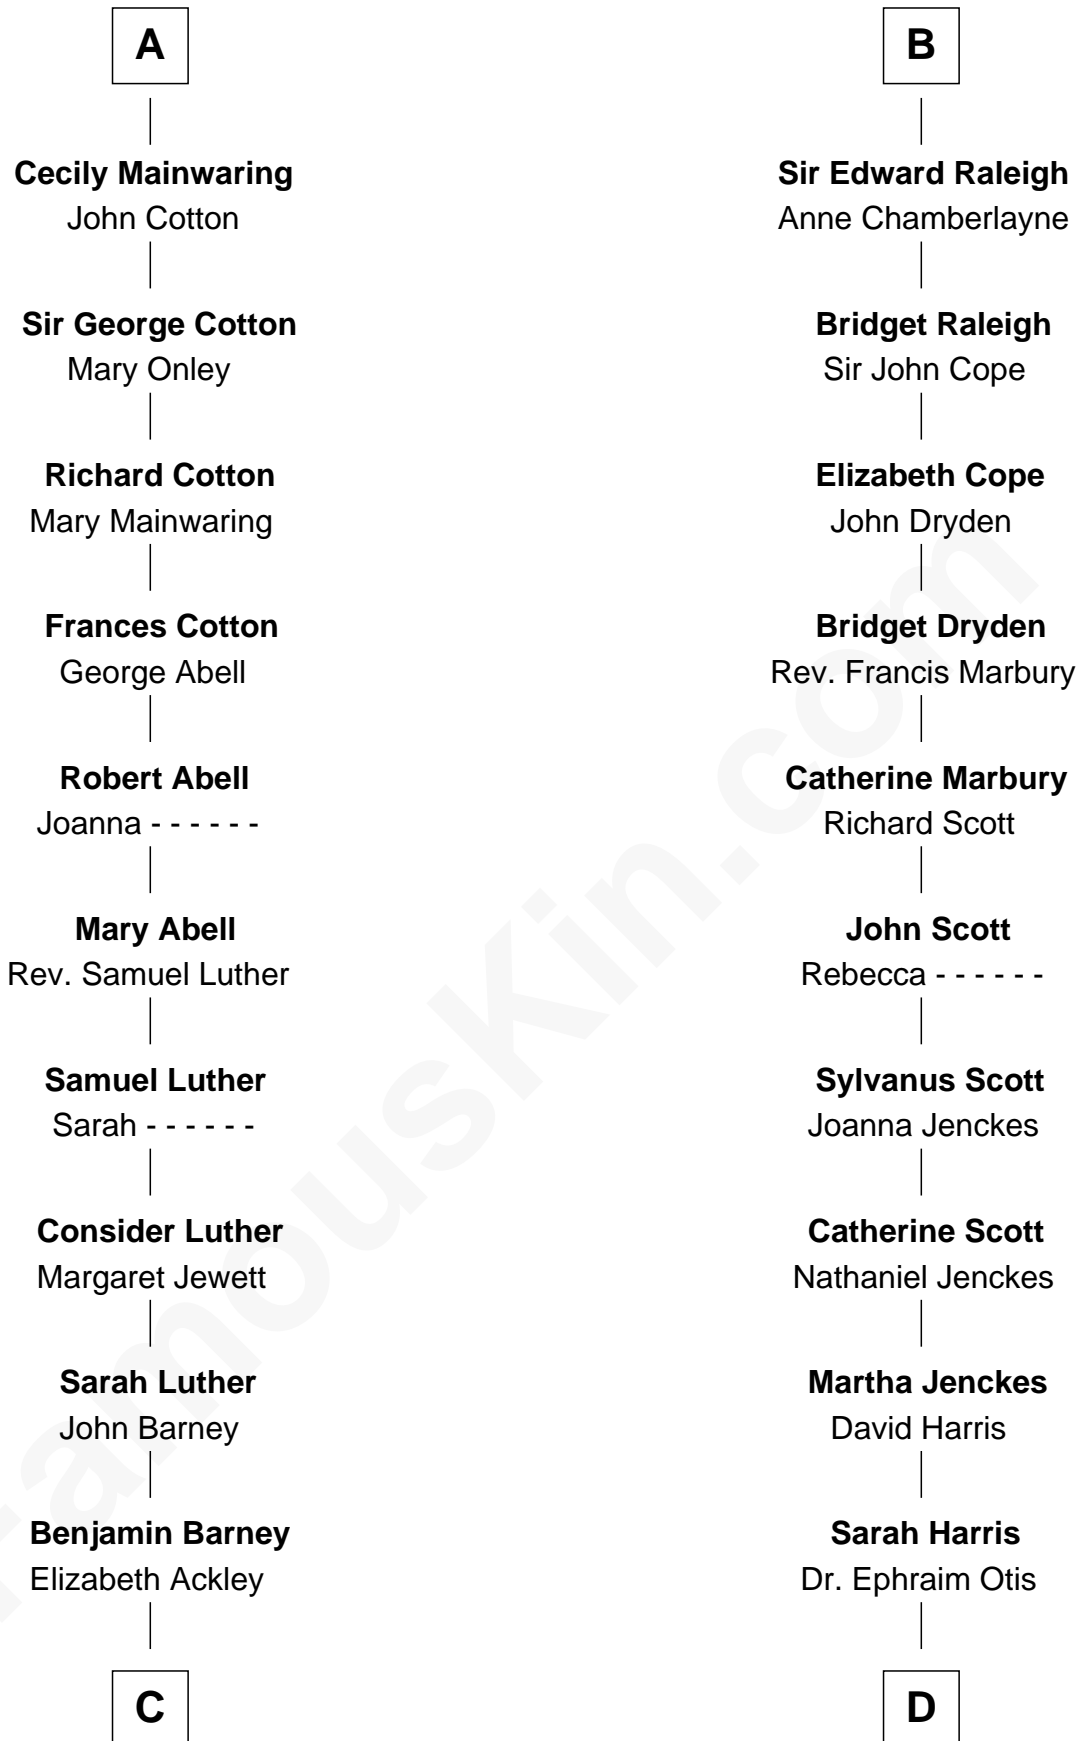 A
Cecily Mainwaring
John Cotton
Sir George Cotton
Mary Onley
Richard Cotton
Mary Mainwaring
Frances Cotton
George Abell
Robert Abell
Joanna - - - - - -
Mary Abell
Rev. Samuel Luther
Samuel Luther
Sarah - - - - - -
Consider Luther
Margaret Jewett
Sarah Luther
John Barney
Benjamin Barney
Elizabeth Ackley
C
B
Sir Edward Raleigh
Anne Chamberlayne
Bridget Raleigh
Sir John Cope
Elizabeth Cope
John Dryden
Bridget Dryden
Rev. Francis Marbury
Catherine Marbury
Richard Scott
John Scott
Rebecca - - - - - -
Sylvanus Scott
Joanna Jenckes
Catherine Scott
Nathaniel Jenckes
Martha Jenckes
David Harris
Sarah Harris
Dr. Ephraim Otis
D
FamousKin.com